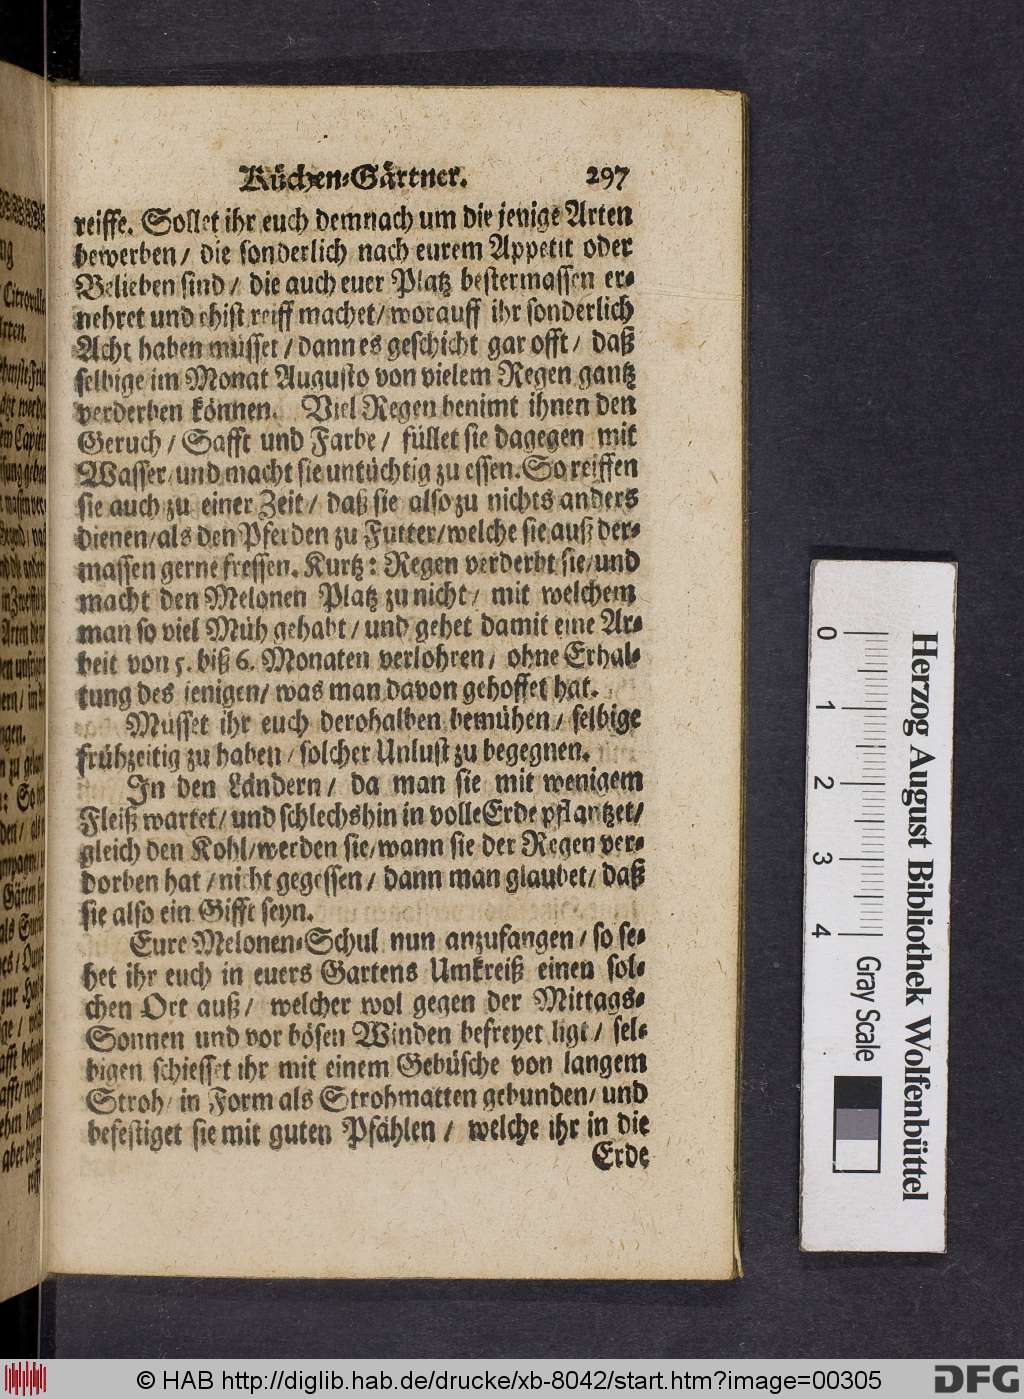 Küchen-Gärtner. 297
reiffe. Sollet ihr euch demnach um die jenige Arten
bewerben / die sonderlich nach eurem Appetit oder
Belieben sind / die auch euer Platz bestermassen er-
nehret und ehist reiff machet / worauff ihr sonderlich
Acht haben müsset / dann es geschicht gar offt / daß
selbige im Monat Augusto von vielem Regen gantz
verderben können. Viel Regen benimt ihnen den
Geruch / Safft und Farbe / füllet sie dagegen mit
Wasser / und macht sie untüchtig zu essen. So reiffen
sie auch zu einer Zeit / daß sie also zu nichts anders
dienen / als den Pferden zu Futter / welche sie auß der-
massen gerne fressen. Kurtz: Regen verderbt sie / und
macht den Melonen Platz zu nicht / mit welchem
man so viel Müh gehabt / und gehet damit eine Ar-
beit von 5. biß 6. Monaten verlohren / ohne Erhal-
tung des jenigen / was man davon gehoffet hat.
Müsset ihr euch derohalben bemühen / selbige
frühzeitig zu haben / solcher Unlust zu begegnen.
In den Ländern / da man sie mit wenigem
Fleiß wartet / und schlechshin in volle Erde pflantzet /
gleich den Kohl / werden sie / wann sie der Regen ver-
dorben hat / nicht gegessen / dann man glaubet / daß
sie also ein Gifft seyn.
Eure Melonen-Schul nun anzufangen / so se-
het ihr euch in euers Gartens Umkreiß einen sol-
chen Ort auß / welcher wol gegen der Mittags-
Sonnen und vor bösen Winden befreyet ligt / sel-
bigen schiesset ihr mit einem Gebüsche von langem
Stroh / in Form als Strohmatten gebunden / und
befestiget sie mit guten Pfählen / welche ihr in die
Erde
0 1 2 3 4
Gray Scale
Herzog August Bibliothek Wolfenbüttel
© HAB http://diglib.hab.de/drucke/xb-8042/start.htm?image=00305
DFG